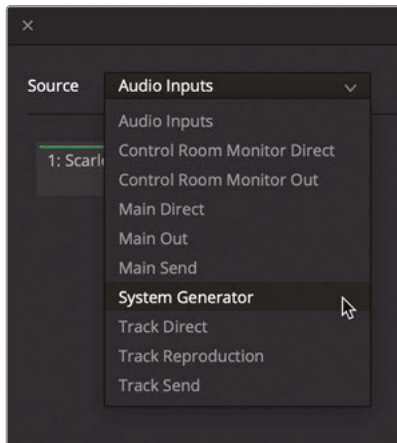 Source Audio Inputs
Audio Inputs
Control Room Monitor Direct
1: Scarl
Control Room Monitor Out
Main Direct
Main Out
Main Send
System Generator
Track Direct
Track Reproduction
Track Send